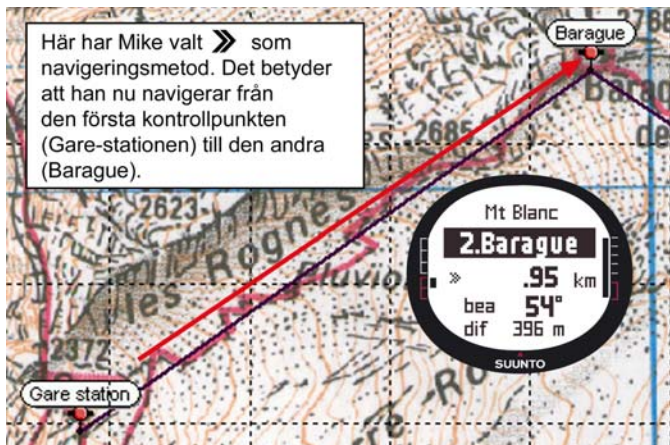 Här har Mike valt » som
navigeringsmetod. Det betyder
att han nu navigerar från
den första kontrollpunkten
(Gare-stationen) till den andra
(Barague).
Barague
2685
2623
les Rognes
2372
Gare station
Mt Blanc
2.Barague
» .95 km
bea 54°
dif 396 m
SUUNTO